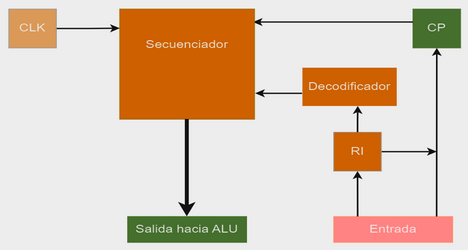 CLK
Secuenciador
CP
Decodificador
RI
Salida hacia ALU
Entrada